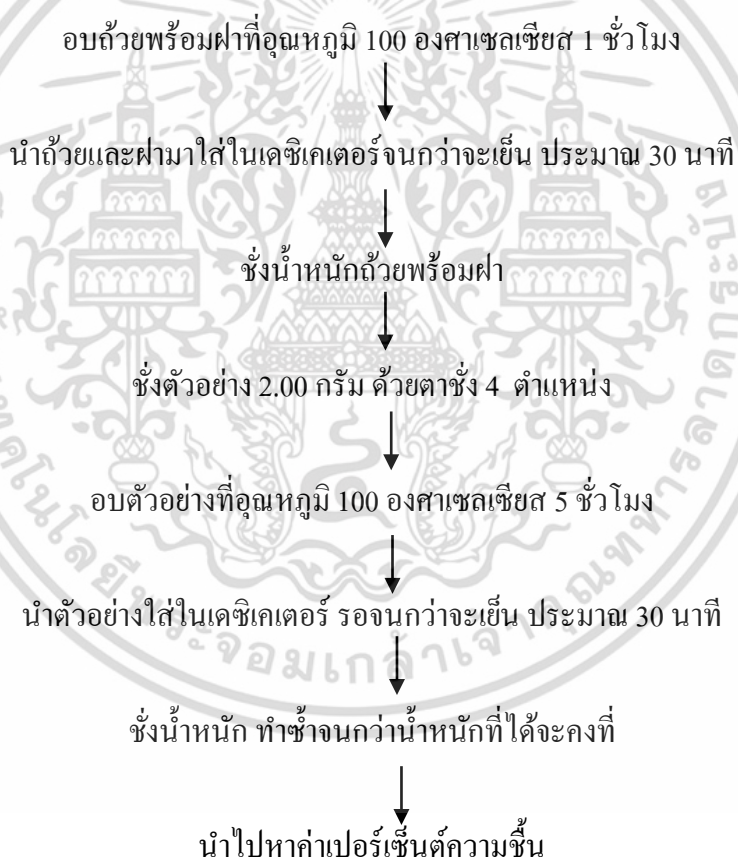 อบถ้วยพร้อมฝาที่อุณหภูมิ 100 องศาเซลเซียส 1 ชั่วโมง
นำถ้วยและฝามาใส่ในเดซิเคเตอร์จนกว่าจะเย็น ประมาณ 30 นาที
ชั่งน้ำหนักถ้วยพร้อมฝา
ชั่งตัวอย่าง 2.00 กรัม ด้วยตาชั่ง 4 ตำแหน่ง
อบตัวอย่างที่อุณหภูมิ 100 องศาเซลเซียส 5 ชั่วโมง
นำตัวอย่างใส่ในเดซิเคเตอร์ รอจนกว่าจะเย็น ประมาณ 30 นาที
ชั่งน้ำหนัก ทำซ้ำจนกว่าน้ำหนักที่ได้จะคงที่
นำไปหาค่าเปอร์เซ็นต์ความชื้น